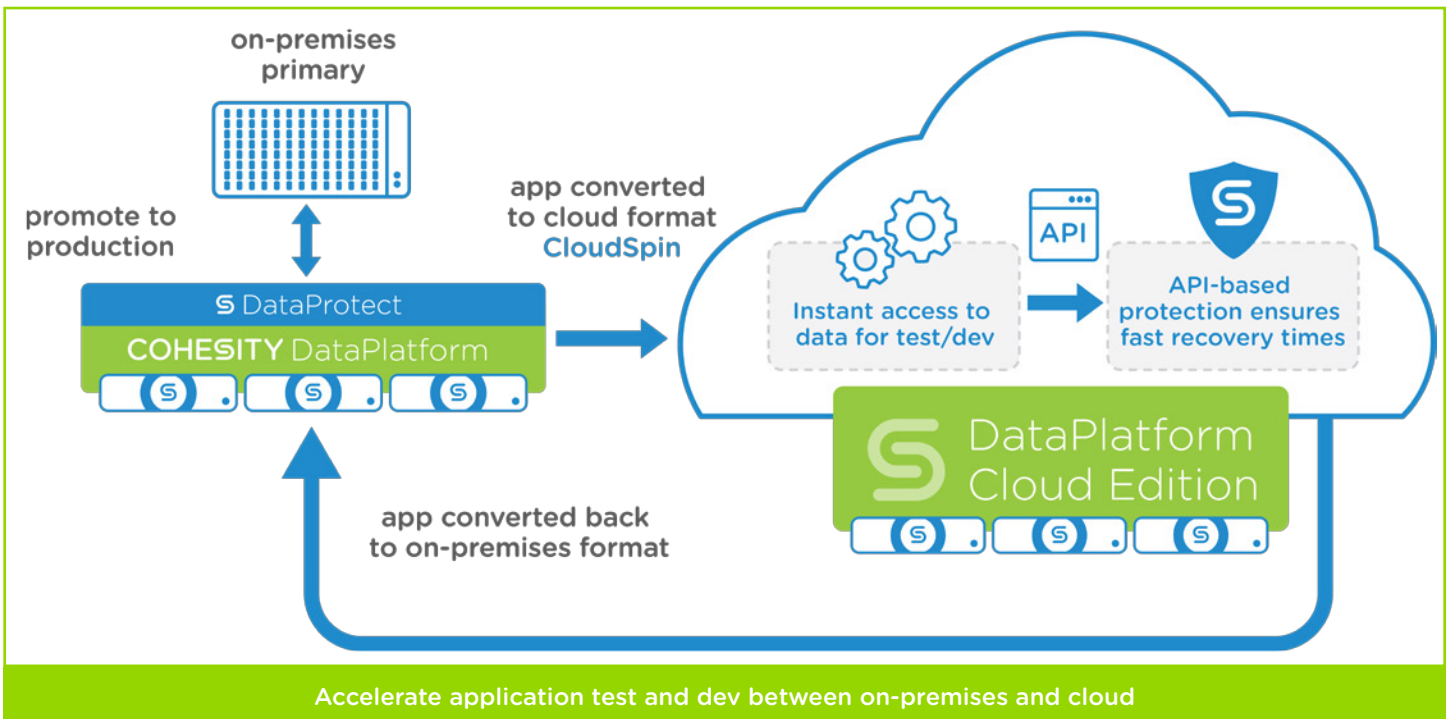 on-premises
primary
promote to
production
app converted
to cloud format
CloudSpin
DataProtect
COHESITY DataPlatform
API
Instant access to
data for test/dev
API-based
protection ensures
fast recovery times
DataPlatform
Cloud Edition
app converted back
to on-premises format
Accelerate application test and dev between on-premises and cloud